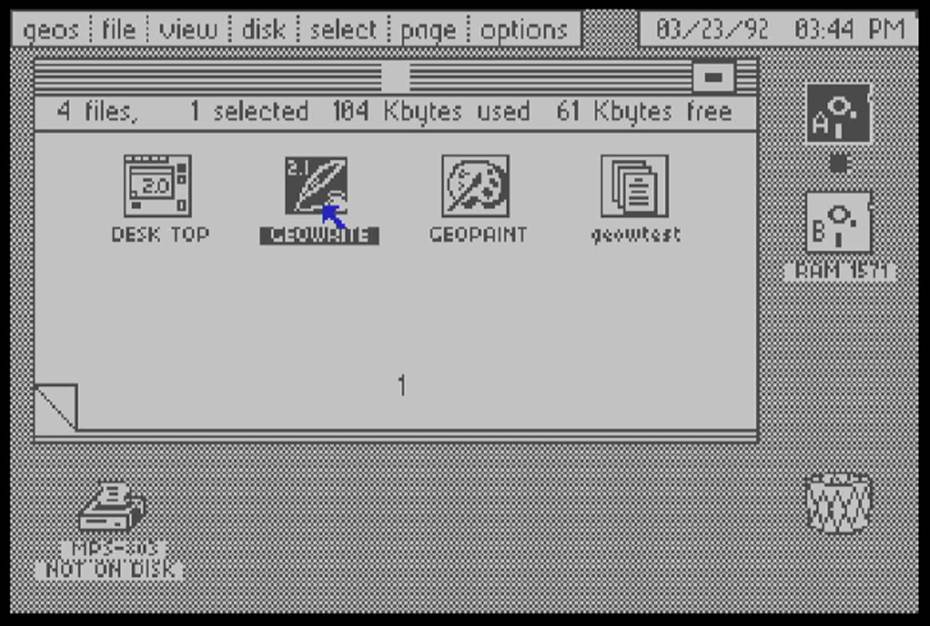 geos file view disk select page options 03/23/92 03:44 PM
4 files, 1 selected 104 Kbytes used 61 Kbytes free
2.0
2.1
DESK TOP GEOWRITE GEOPAINT geowtest
A
B
RAM 1571
1
MPS-803
NOT ON DISK